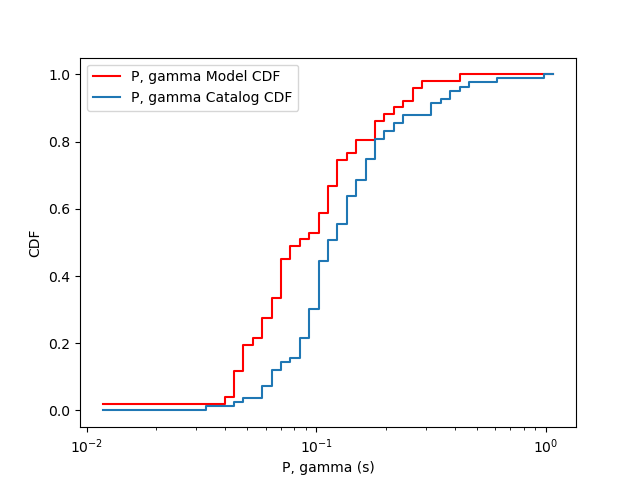 P, gamma Model CDF
P, gamma Catalog CDF
1.0
0.8
0.6
0.4
0.2
0.0
CDF
10⁻²
10⁻¹
10⁰
P, gamma (s)